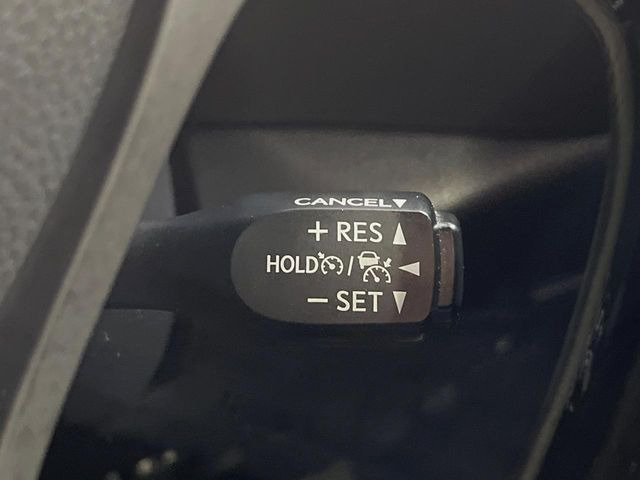 CANCEL▼
+ RES ▲
HOLD / ◀
− SET ▼